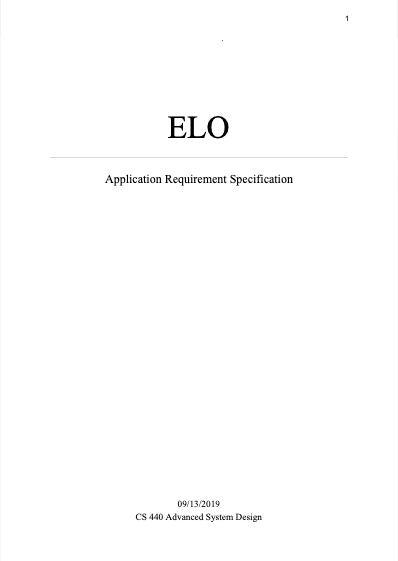 1
ELO
Application Requirement Specification
09/13/2019
CS 440 Advanced System Design